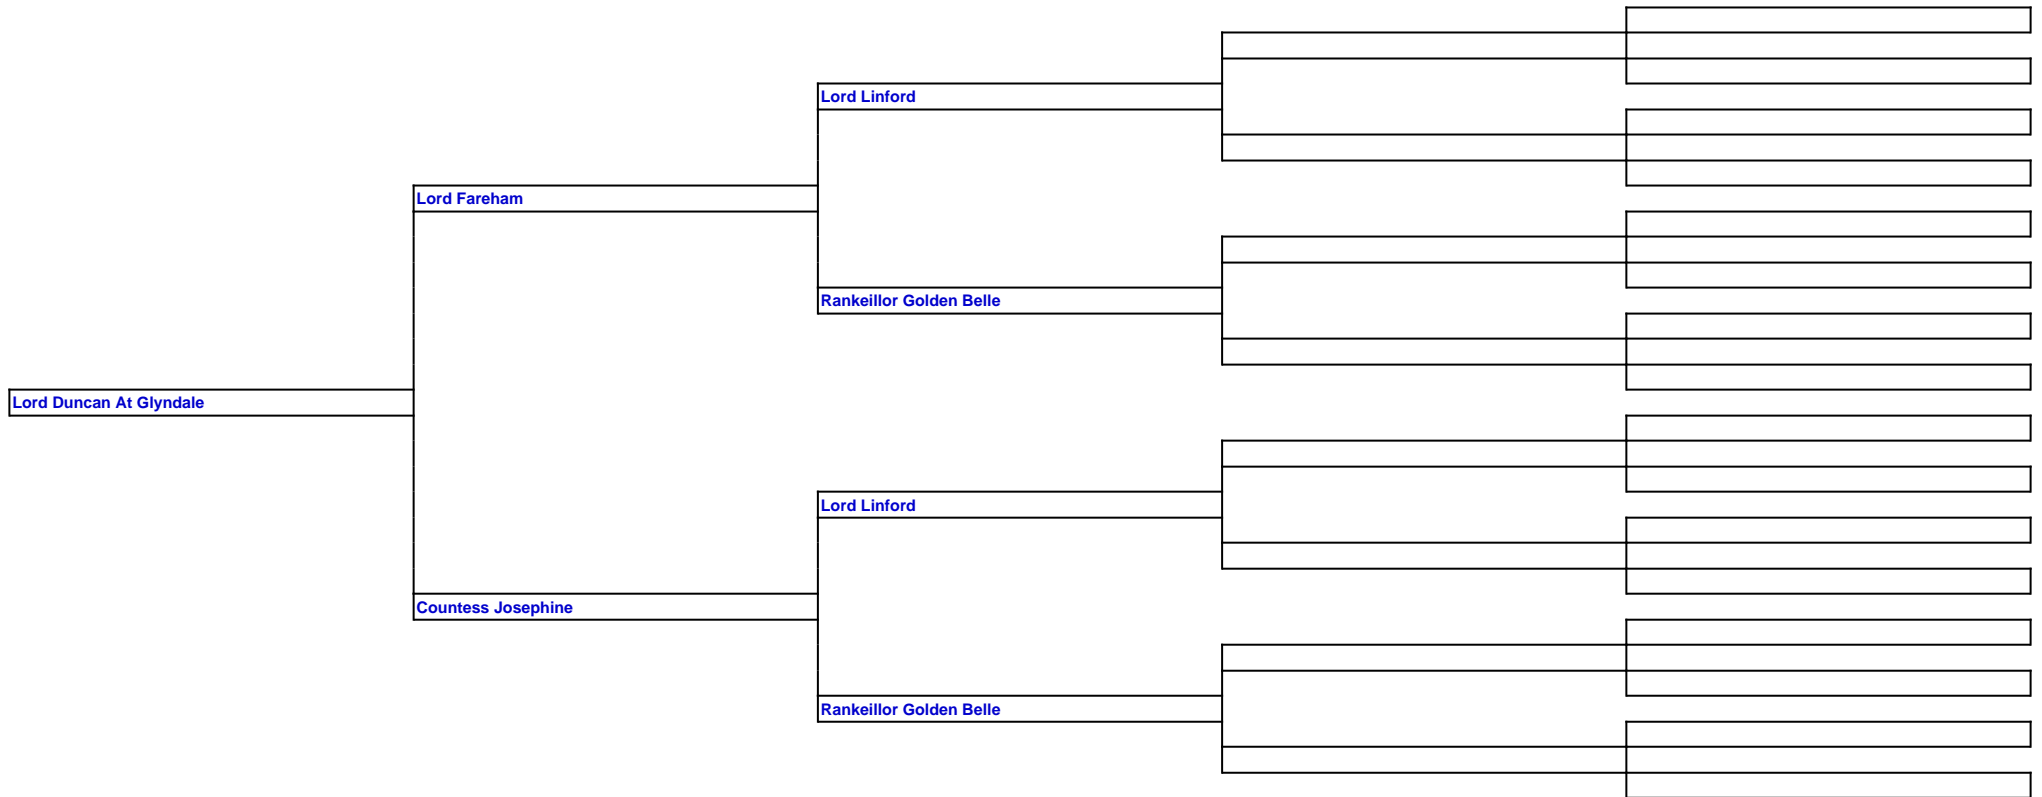 Lord Linford
Lord Fareham
Rankeillor Golden Belle
Lord Duncan At Glyndale
Lord Linford
Countess Josephine
Rankeillor Golden Belle